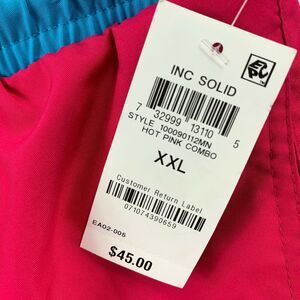 INC SOLID
7 32999 13110 5
STYLE 100090112MN
HOT PINK COMBO
XXL
Customer Return Label
071074390659
EA02-005
$45.00